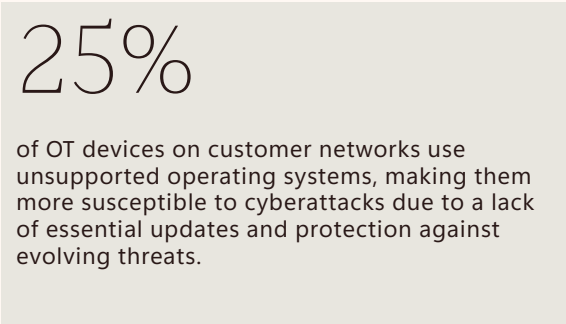 25%
of OT devices on customer networks use
unsupported operating systems, making them
more susceptible to cyberattacks due to a lack
of essential updates and protection against
evolving threats.